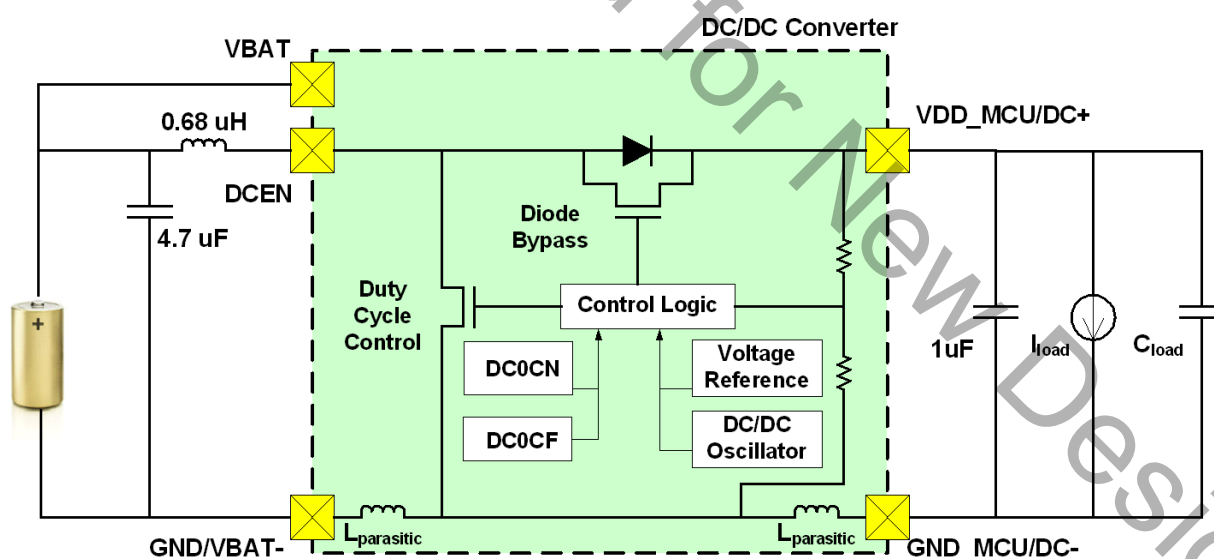 DC/DC Converter
VBAT
0.68 uH
VDD_MCU/DC+
DCEN
4.7 uF
Diode
Bypass
Duty
Cycle
Control
Control Logic
DC0CN
DC0CF
Voltage
Reference
DC/DC
Oscillator
1uF
Iload
Cload
+
Lparasitic
Lparasitic
GND/VBAT-
GND_MCU/DC-
for New Desig